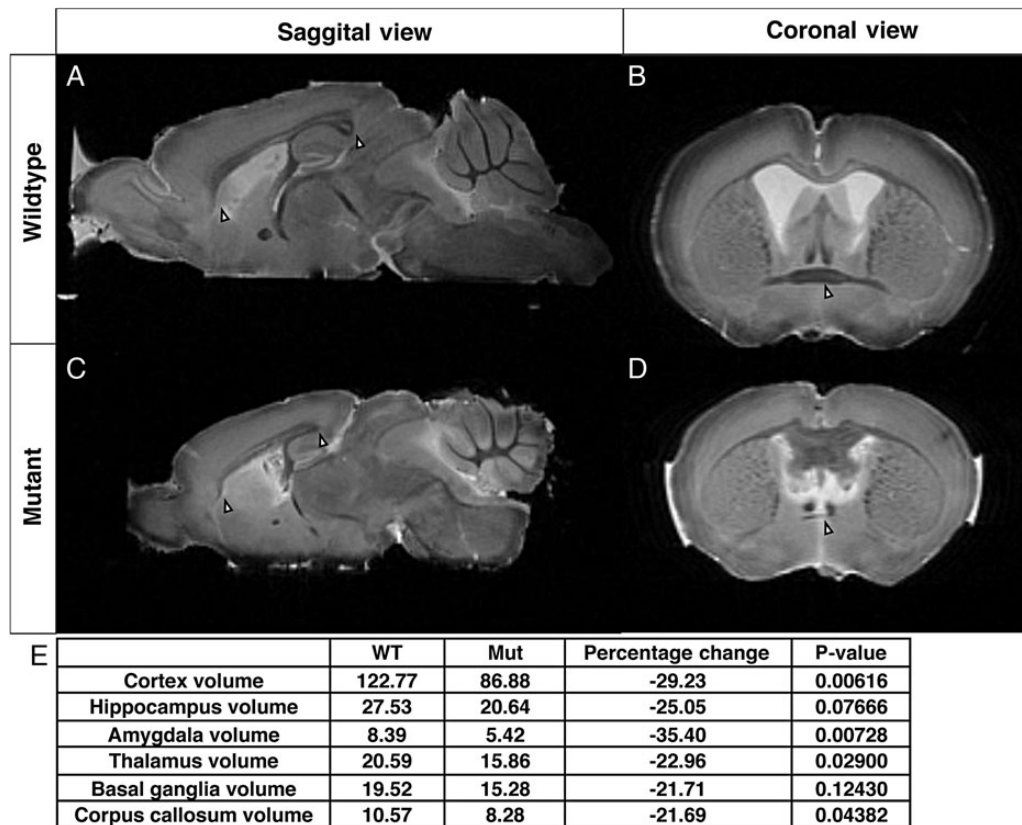 Saggital view Coronal view
Wildtype
A
B
Mutant
C
D
E
WT Mut Percentage change P-value
Cortex volume 122.77 86.88 -29.23 0.00616
Hippocampus volume 27.53 20.64 -25.05 0.07666
Amygdala volume 8.39 5.42 -35.40 0.00728
Thalamus volume 20.59 15.86 -22.96 0.02900
Basal ganglia volume 19.52 15.28 -21.71 0.12430
Corpus callosum volume 10.57 8.28 -21.69 0.04382